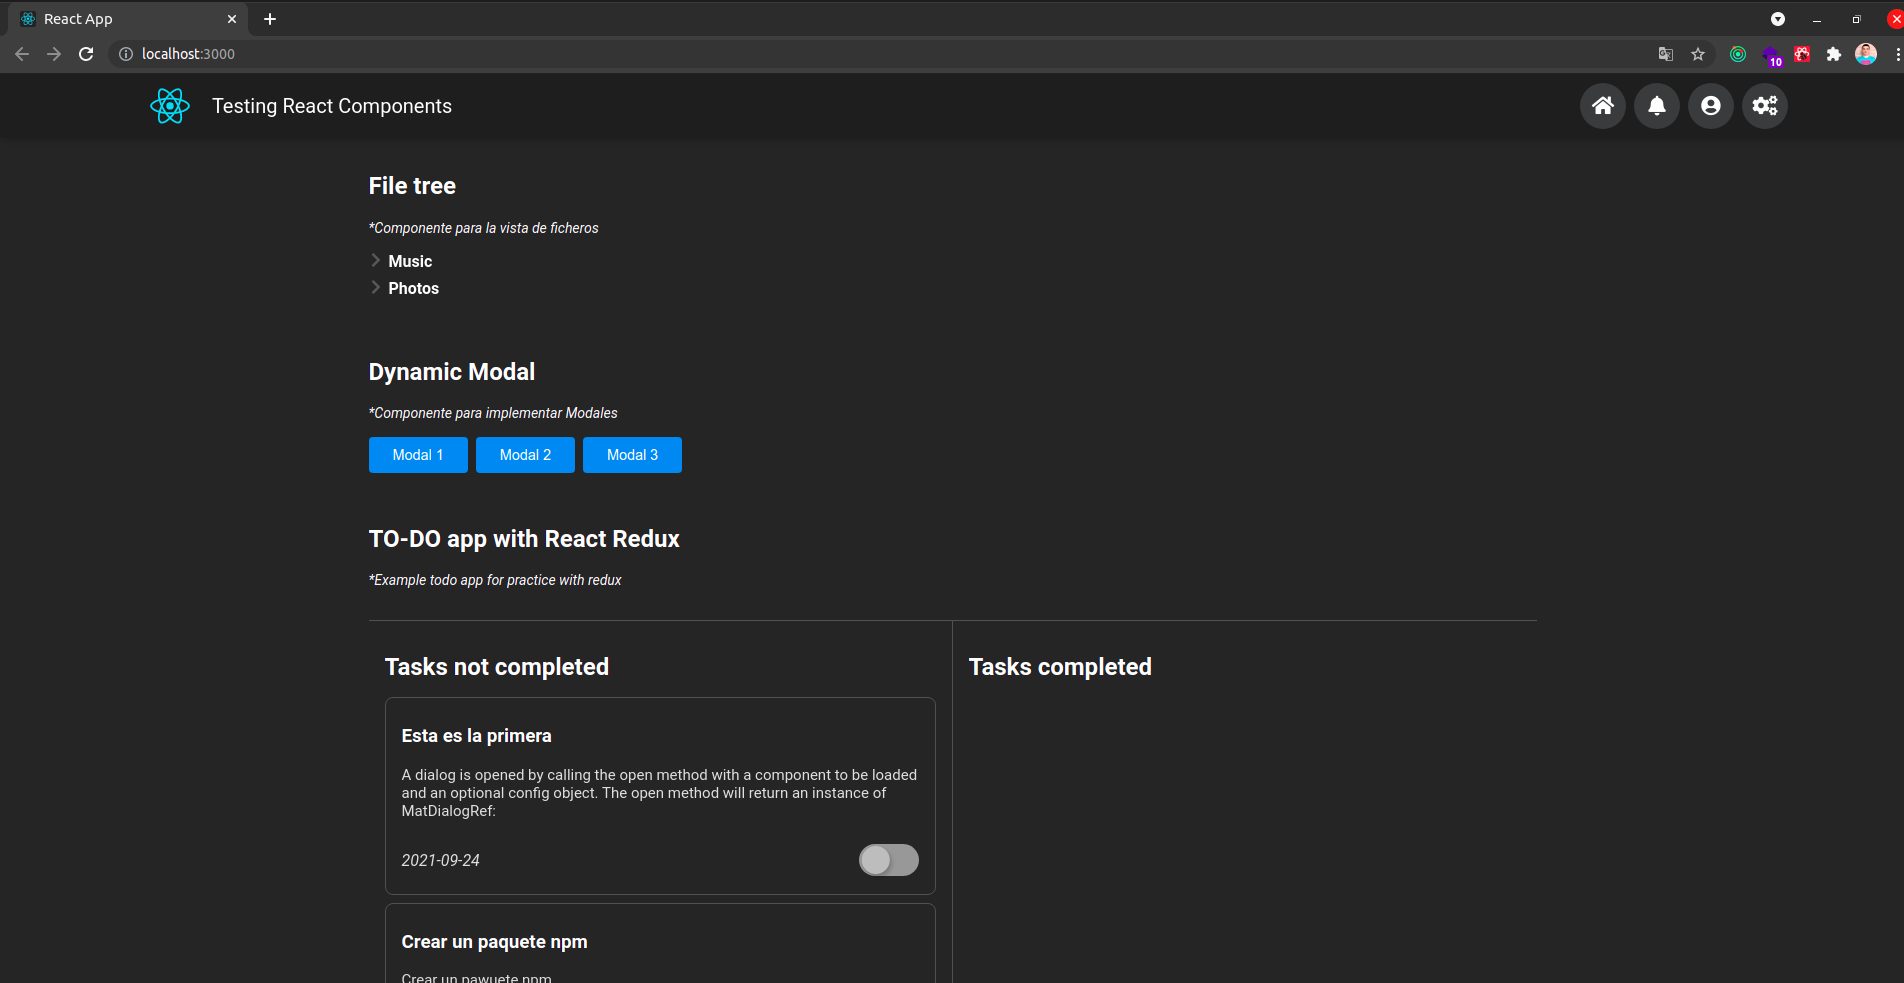 React App
localhost:3000
10
Testing React Components
File tree
*Componente para la vista de ficheros
Music
Photos
Dynamic Modal
*Componente para implementar Modales
Modal 1 Modal 2 Modal 3
TO-DO app with React Redux
*Example todo app for practice with redux
Tasks not completed
Tasks completed
Esta es la primera
A dialog is opened by calling the open method with a component to be loaded
and an optional config object. The open method will return an instance of
MatDialogRef:
2021-09-24
Crear un paquete npm
Crear un pawuete npm